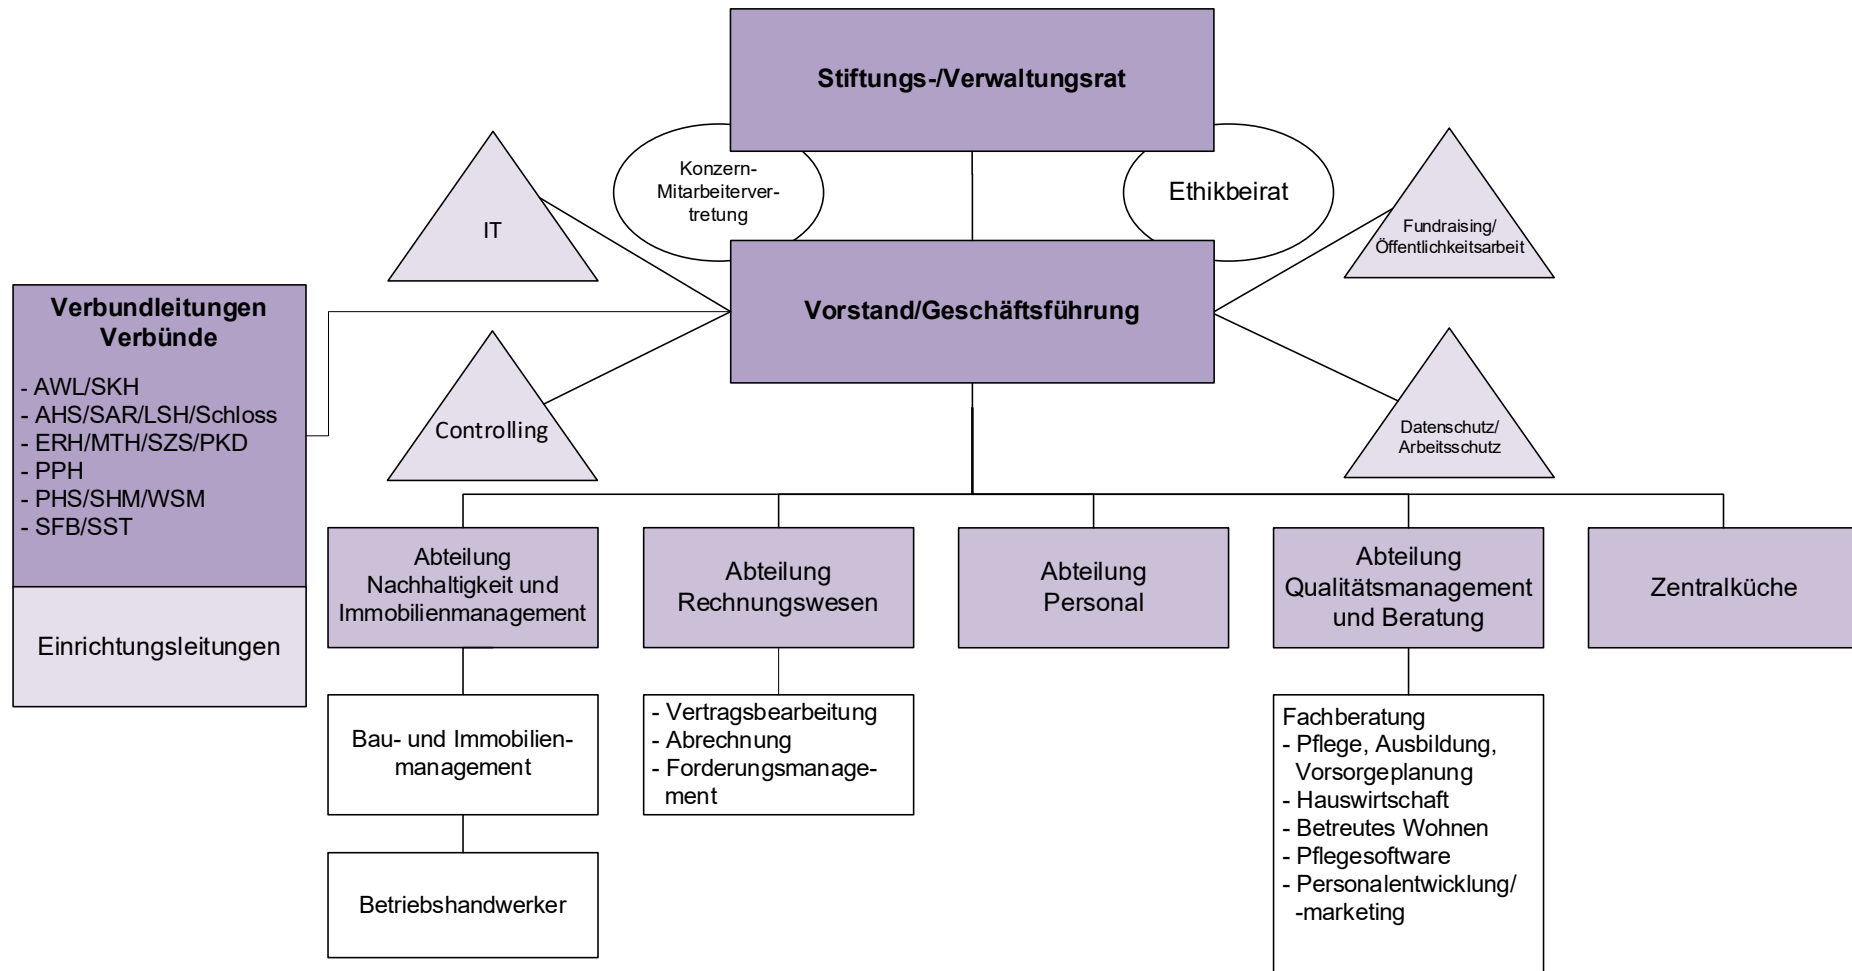 Stiftungs-/Verwaltungsrat
Konzern-
Mitarbeiterver-
tretung
Ethikbeirat
IT
Fundraising/
Öffentlichkeitsarbeit
Vorstand/Geschäftsführung
Verbundleitungen
Verbünde
- AWL/SKH
- AHS/SAR/LSH/Schloss
- ERH/MTH/SZS/PKD
- PPH
- PHS/SHM/WSM
- SFB/SST
Einrichtungsleitungen
Controlling
Datenschutz/
Arbeitsschutz
Abteilung
Nachhaltigkeit und
Immobilienmanagement
Abteilung
Rechnungswesen
Abteilung
Personal
Abteilung
Qualitätsmanagement
und Beratung
Zentralküche
Bau- und Immobilien-
management
- Vertragsbearbeitung
- Abrechnung
- Forderungsmanage-
ment
Fachberatung
- Pflege, Ausbildung,
Vorsorgeplanung
- Hauswirtschaft
- Betreutes Wohnen
- Pflegesoftware
- Personalentwicklung/
-marketing
Betriebshandwerker